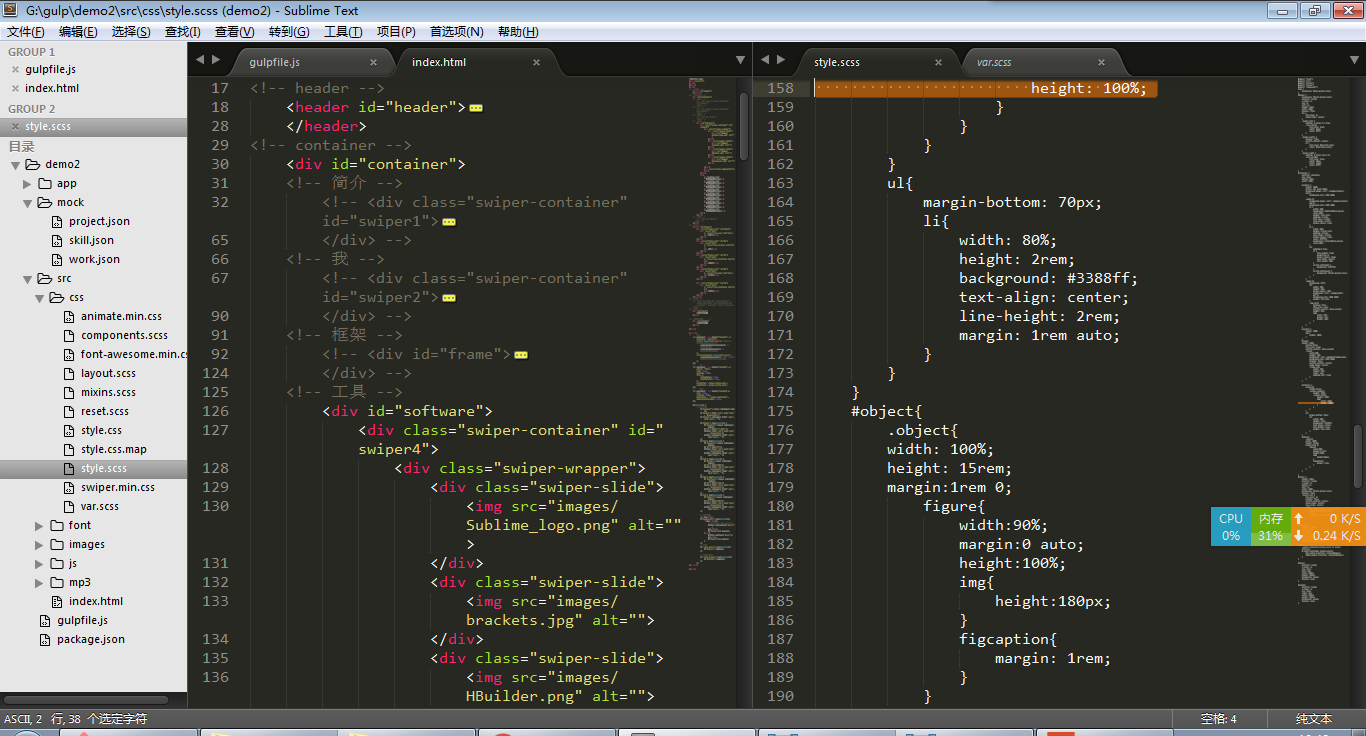 G:\gulp\demo2\src\css\style.scss (demo2) - Sublime Text
文件(F) 编辑(E) 选择(S) 查找(I) 查看(V) 转到(G) 工具(T) 项目(P) 首选项(N) 帮助(H)
GROUP 1
gulpfile.js
index.html
GROUP 2
style.scss
目录
demo2
app
mock
project.json
skill.json
work.json
src
css
animate.min.css
components.scss
font-awesome.min.cs
layout.scss
mixins.scss
reset.scss
style.css
style.css.map
style.scss
swiper.min.css
var.scss
font
images
js
mp3
index.html
gulpfile.js
package.json
gulpfile.js index.html
17 <!-- header -->
18 <header id="header">
28 </header>
29 <!-- container -->
30 <div id="container">
31 <!-- 简介 -->
32 <!-- <div class="swiper-container"
id="swiper1">
65 </div> -->
66 <!-- 我 -->
67 <!-- <div class="swiper-container"
id="swiper2">
90 </div> -->
91 <!-- 框架 -->
92 <!-- <div id="frame">
124 </div> -->
125 <!-- 工具 -->
126 <div id="software">
127 <div class="swiper-container" id="
swiper4">
128 <div class="swiper-wrapper">
129 <div class="swiper-slide">
130 <img src="images/
Sublime_logo.png" alt=""
>
131 </div>
132 <div class="swiper-slide">
133 <img src="images/
brackets.jpg" alt="">
134 </div>
135 <div class="swiper-slide">
136 <img src="images/
HBuilder.png" alt="">
style.scss var.scss
158 height: 100%;
159 }
160 }
161 }
162 }
163 ul{
164 margin-bottom: 70px;
165 li{
166 width: 80%;
167 height: 2rem;
168 background: #3388ff;
169 text-align: center;
170 line-height: 2rem;
171 margin: 1rem auto;
172 }
173 }
174 }
175 #object{
176 .object{
177 width: 100%;
178 height: 15rem;
179 margin:1rem 0;
180 figure{
181 width:90%;
182 margin:0 auto;
183 height:100%;
184 img{
185 height:180px;
186 }
187 figcaption{
188 margin: 1rem;
189 }
190 }
CPU 内存 0 K/S
0% 31% 0.24 K/S
ASCII, 2 行, 38 个选定字符 空格: 4 纯文本